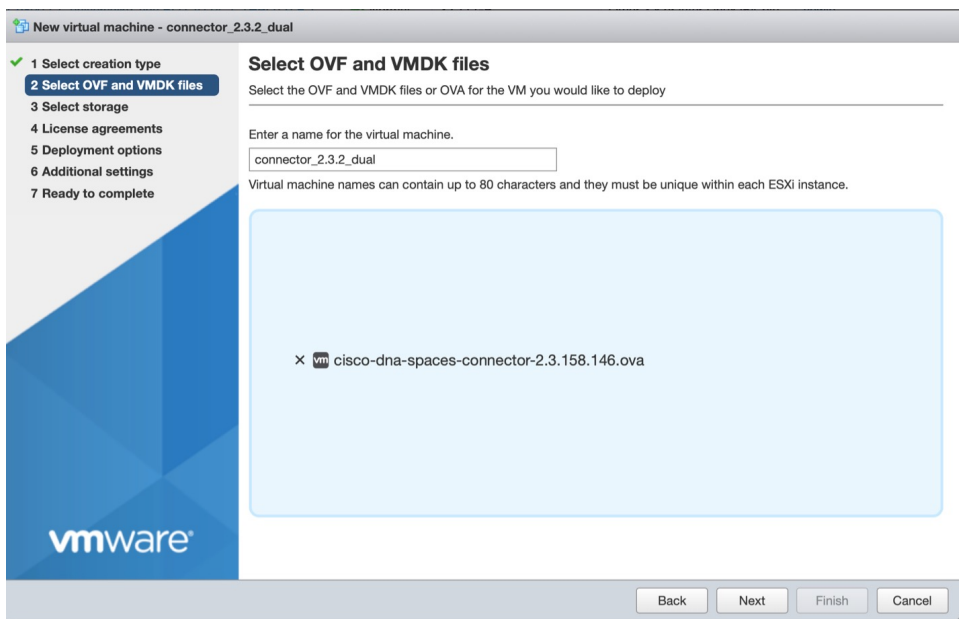 New virtual machine - connector_2.3.2_dual
1 Select creation type
2 Select OVF and VMDK files
3 Select storage
4 License agreements
5 Deployment options
6 Additional settings
7 Ready to complete
vmware®
Select OVF and VMDK files
Select the OVF and VMDK files or OVA for the VM you would like to deploy
Enter a name for the virtual machine.
connector_2.3.2_dual
Virtual machine names can contain up to 80 characters and they must be unique within each ESXi instance.
× vm cisco-dna-spaces-connector-2.3.158.146.ova
Back Next Finish Cancel